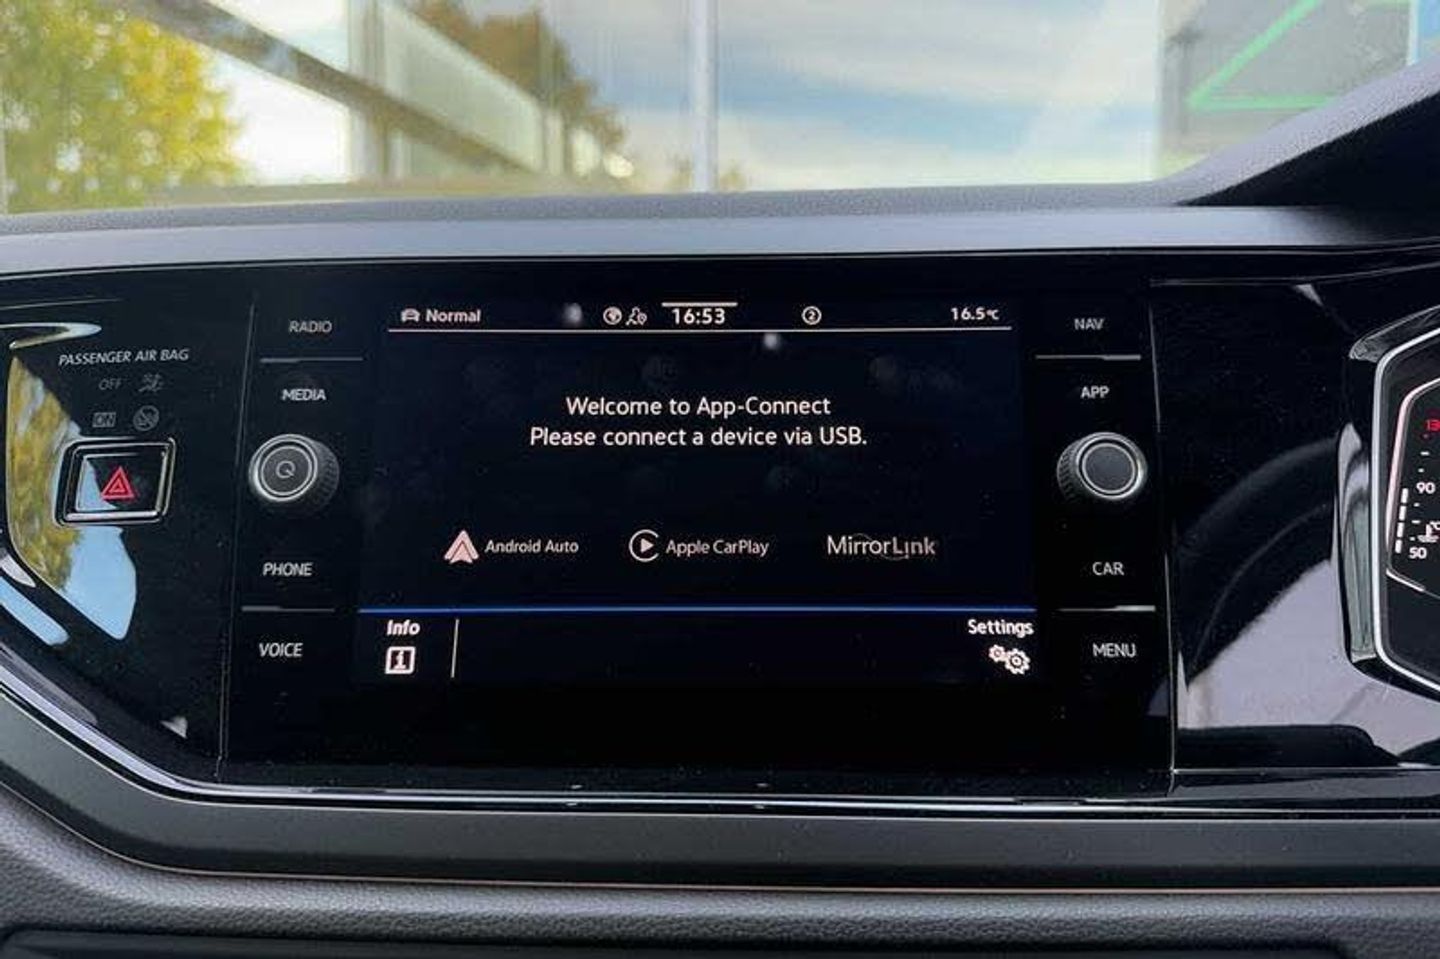 Normal
16:53
2
16.5°C
RADIO
NAV
PASSENGER AIR BAG
OFF
ON
MEDIA
APP
Welcome to App-Connect
Please connect a device via USB.
Android Auto
Apple CarPlay
MirrorLink
PHONE
CAR
Info
Settings
VOICE
MENU
90
50